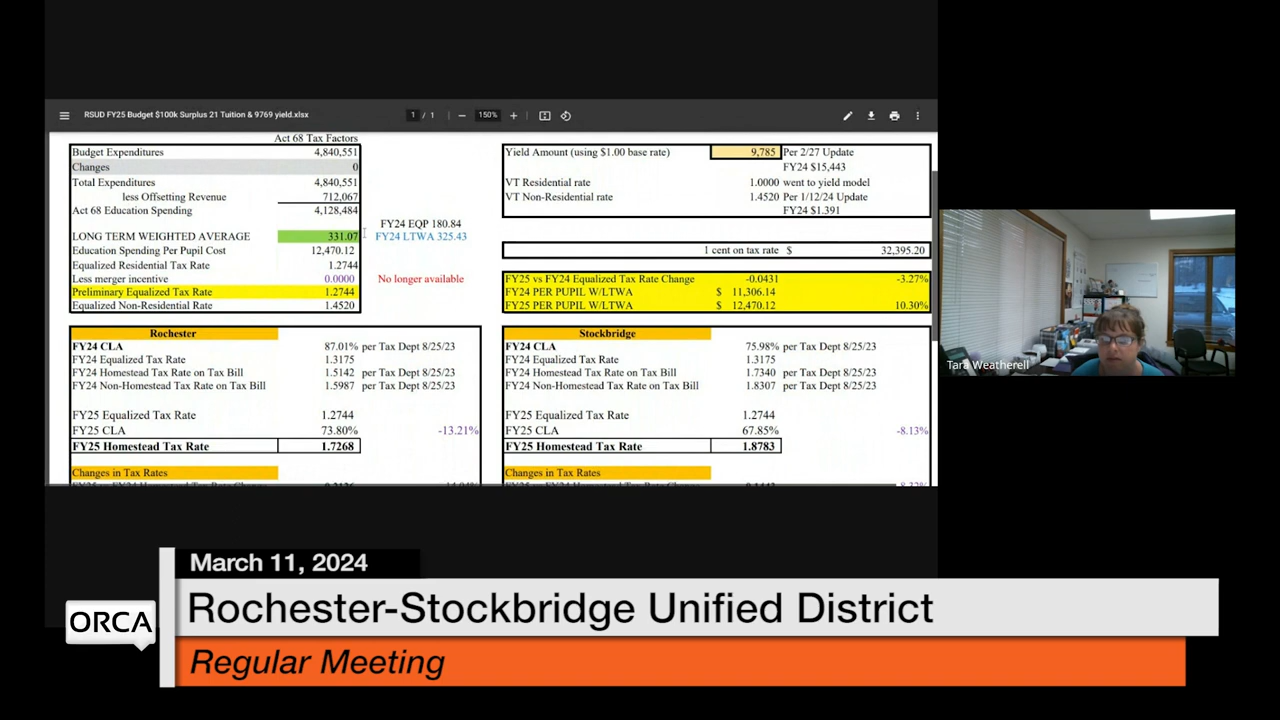 RSUD FY25 Budget $100k Surplus 21 Tuition & 9769 yield.xlsx 1 / 1 150%
Act 68 Tax Factors
Budget Expenditures 4,840,551
Changes 0
Total Expenditures 4,840,551
less Offsetting Revenue 712,067
Act 68 Education Spending 4,128,484
FY24 EQP 180.84
LONG TERM WEIGHTED AVERAGE 331.07 FY24 LTWA 325.43
Education Spending Per Pupil Cost 12,470.12
Equalized Residential Tax Rate 1.2744
Less merger incentive 0.0000 No longer available
Preliminary Equalized Tax Rate 1.2744
Equalized Non-Residential Rate 1.4520
Yield Amount (using $1.00 base rate) 9,785 Per 2/27 Update
FY24 $15,443
VT Residential rate 1.0000 went to yield model
VT Non-Residential rate 1.4520 Per 1/12/24 Update
FY24 $1.391
1 cent on tax rate $ 32,395.20
FY25 vs FY24 Equalized Tax Rate Change -0.0431 -3.27%
FY24 PER PUPIL W/LTWA $ 11,306.14
FY25 PER PUPIL W/LTWA $ 12,470.12 10.30%
Rochester
FY24 CLA 87.01% per Tax Dept 8/25/23
FY24 Equalized Tax Rate 1.3175
FY24 Homestead Tax Rate on Tax Bill 1.5142 per Tax Dept 8/25/23
FY24 Non-Homestead Tax Rate on Tax Bill 1.5987 per Tax Dept 8/25/23
FY25 Equalized Tax Rate 1.2744
FY25 CLA 73.80% -13.21%
FY25 Homestead Tax Rate 1.7268
Changes in Tax Rates
Stockbridge
FY24 CLA 75.98% per Tax Dept 8/25/23
FY24 Equalized Tax Rate 1.3175
FY24 Homestead Tax Rate on Tax Bill 1.7340 per Tax Dept 8/25/23
FY24 Non-Homestead Tax Rate on Tax Bill 1.8307 per Tax Dept 8/25/23
FY25 Equalized Tax Rate 1.2744
FY25 CLA 67.85% -8.13%
FY25 Homestead Tax Rate 1.8783
Changes in Tax Rates
Tara Weatherell
March 11, 2024
ORCA
Rochester-Stockbridge Unified District
Regular Meeting